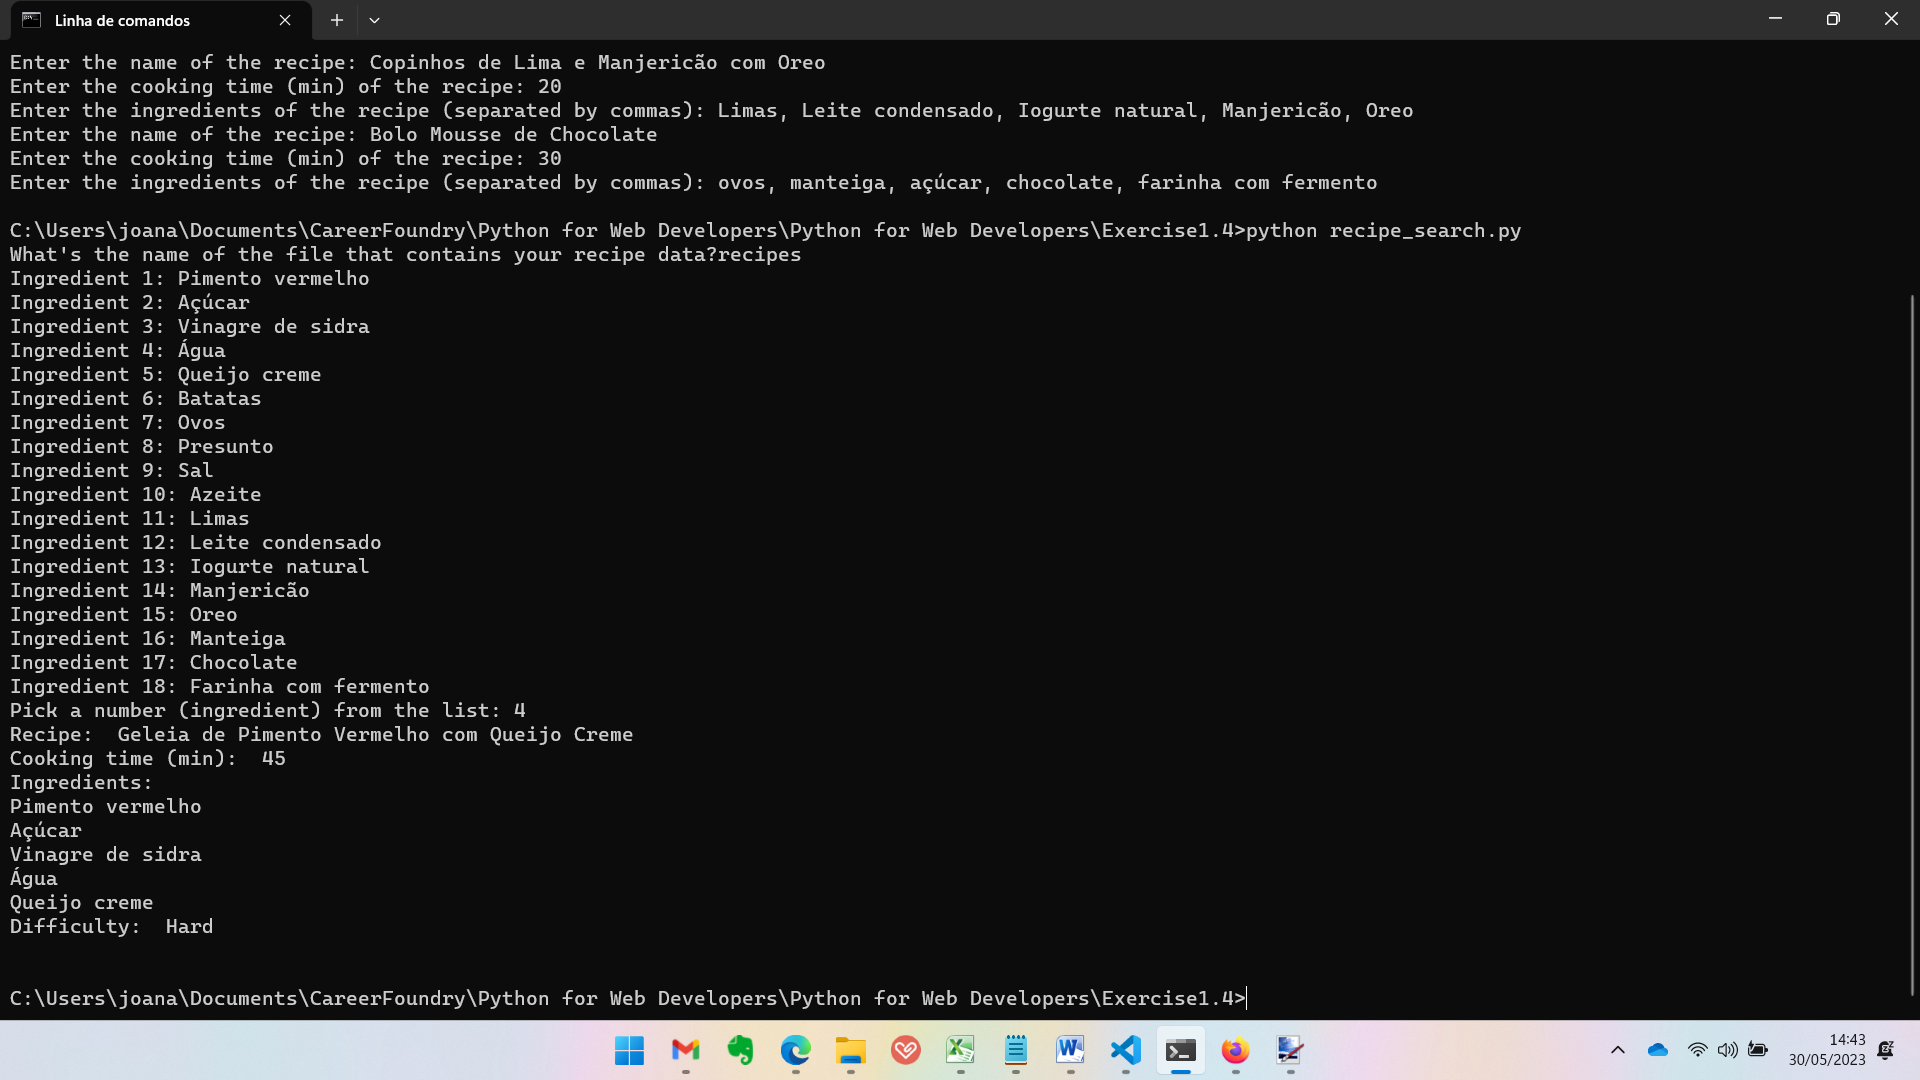 Linha de comandos
Enter the name of the recipe: Copinhos de Lima e Manjericão com Oreo
Enter the cooking time (min) of the recipe: 20
Enter the ingredients of the recipe (separated by commas): Limas, Leite condensado, Iogurte natural, Manjericão, Oreo
Enter the name of the recipe: Bolo Mousse de Chocolate
Enter the cooking time (min) of the recipe: 30
Enter the ingredients of the recipe (separated by commas): ovos, manteiga, açúcar, chocolate, farinha com fermento
C:\Users\joana\Documents\CareerFoundry\Python for Web Developers\Python for Web Developers\Exercise1.4>python recipe_search.py
What's the name of the file that contains your recipe data?recipes
Ingredient 1: Pimento vermelho
Ingredient 2: Açúcar
Ingredient 3: Vinagre de sidra
Ingredient 4: Água
Ingredient 5: Queijo creme
Ingredient 6: Batatas
Ingredient 7: Ovos
Ingredient 8: Presunto
Ingredient 9: Sal
Ingredient 10: Azeite
Ingredient 11: Limas
Ingredient 12: Leite condensado
Ingredient 13: Iogurte natural
Ingredient 14: Manjericão
Ingredient 15: Oreo
Ingredient 16: Manteiga
Ingredient 17: Chocolate
Ingredient 18: Farinha com fermento
Pick a number (ingredient) from the list: 4
Recipe:  Geleia de Pimento Vermelho com Queijo Creme
Cooking time (min):  45
Ingredients:
Pimento vermelho
Açúcar
Vinagre de sidra
Água
Queijo creme
Difficulty:  Hard
C:\Users\joana\Documents\CareerFoundry\Python for Web Developers\Python for Web Developers\Exercise1.4>
14:43
30/05/2023